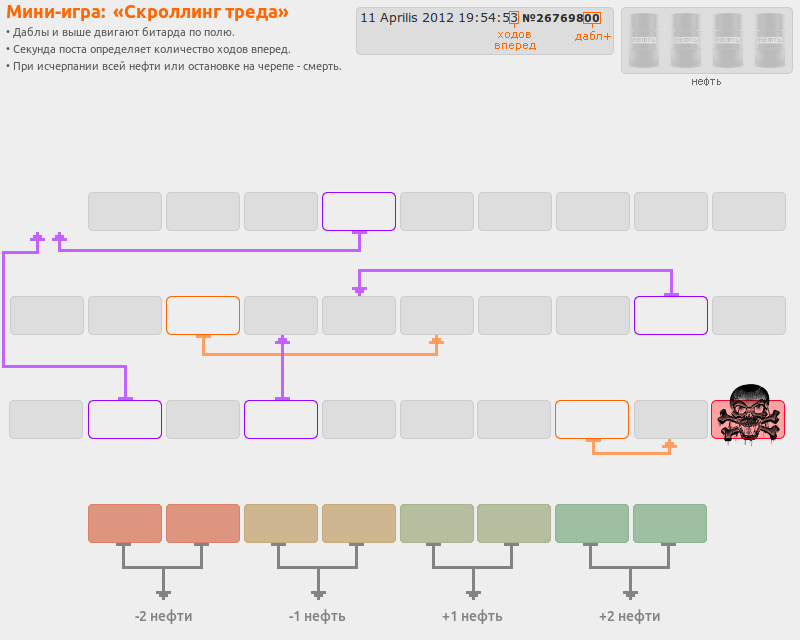 Мини-игра: «Скроллинг треда»
• Даблы и выше двигают битарда по полю.
• Секунда поста определяет количество ходов вперед.
• При исчерпании всей нефти или остановке на черепе - смерть.
11 Aprilis 2012 19:54:53 №26769800
ходов
вперед
дабл+
НЕФТЬ НЕФТЬ НЕФТЬ НЕФТЬ
нефть
-2 нефти
-1 нефть
+1 нефть
+2 нефти